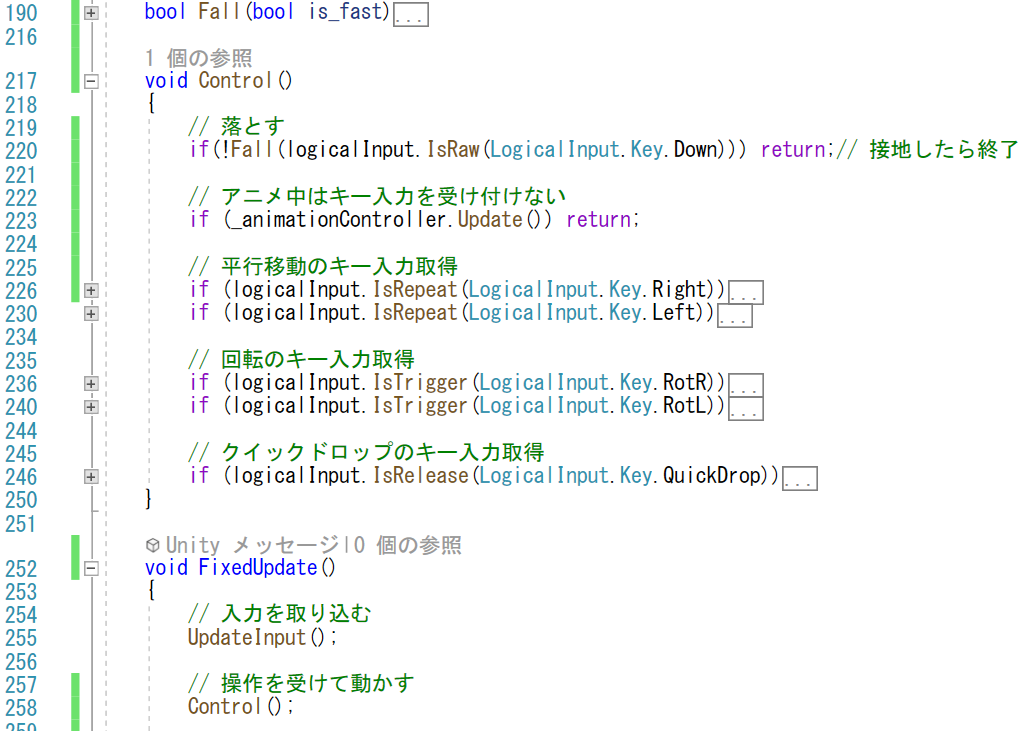 190 bool Fall(bool is_fast)...
216
1 個の参照
217 void Control()
218 {
219 // 落とす
220 if(!Fall(logicalInput.IsRaw(LogicalInput.Key.Down))) return;// 接地したら終了
221
222 // アニメ中はキー入力を受け付けない
223 if (_animationController.Update()) return;
224
225 // 平行移動のキー入力取得
226 if (logicalInput.IsRepeat(LogicalInput.Key.Right))...
230 if (logicalInput.IsRepeat(LogicalInput.Key.Left))...
234
235 // 回転のキー入力取得
236 if (logicalInput.IsTrigger(LogicalInput.Key.RotR))...
240 if (logicalInput.IsTrigger(LogicalInput.Key.RotL))...
244
245 // クイックドロップのキー入力取得
246 if (logicalInput.IsRelease(LogicalInput.Key.QuickDrop))...
250 }
251
Unity メッセージ|0 個の参照
252 void FixedUpdate()
253 {
254 // 入力を取り込む
255 UpdateInput();
256
257 // 操作を受けて動かす
258 Control();
259